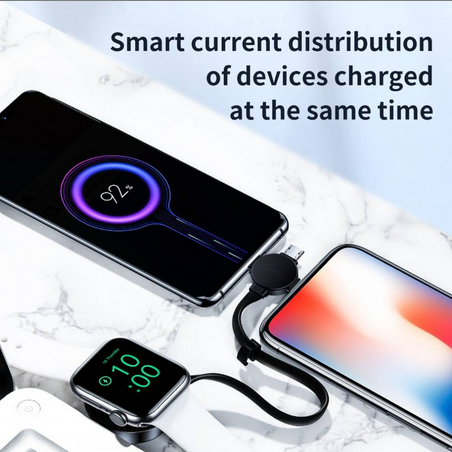 Smart current distribution
of devices charged
at the same time
92%
10
:00